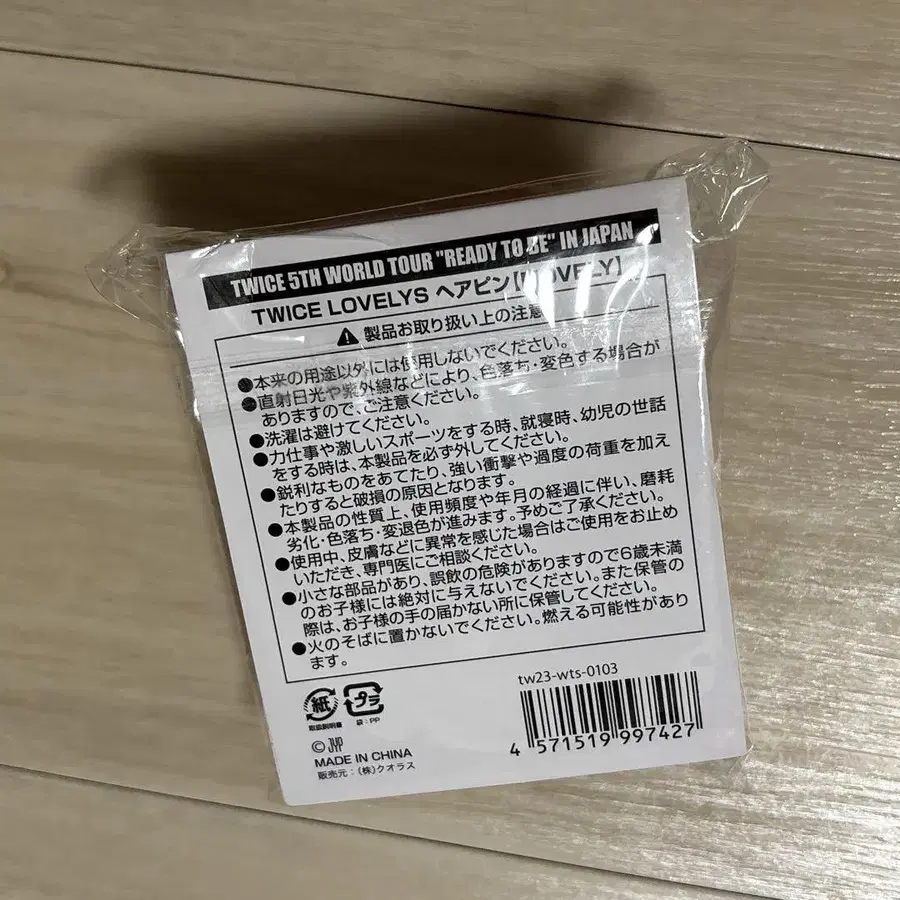 TWICE 5TH WORLD TOUR "READY TO BE" IN JAPAN
TWICE LOVELYS ヘアピン【MOVELY】
製品お取り扱い上の注意
●本来の用途以外には使用しないでください。
●直射日光や紫外線などにより、色落ち・変色する場合が
ありますので、ご注意ください。
●洗濯は避けてください。
●力仕事や激しいスポーツをする時、就寝時、幼児の世話
をする時は、本製品を必ず外してください。
●鋭利なものをあてたり、強い衝撃や過度の荷重を加え
たりすると破損の原因となります。
●本製品の性質上、使用頻度や年月の経過に伴い、磨耗
劣化・色落ち・変退色が進みます。予めご了承ください。
●使用中、皮膚などに異常を感じた場合はご使用をお止め
いただき、専門医にご相談ください。
●小さな部品があり、誤飲の危険がありますので6歳未満
のお子様には絶対に与えないでください。また保管の
際は、お子様の手の届かない所に保管してください。
●火のそばに置かないでください。燃える可能性があり
ます。
紙
取扱説明書
プラ
袋：PP
tw23-wts-0103
4 571519 997427
© JYP
MADE IN CHINA
販売元：(株)クオラス